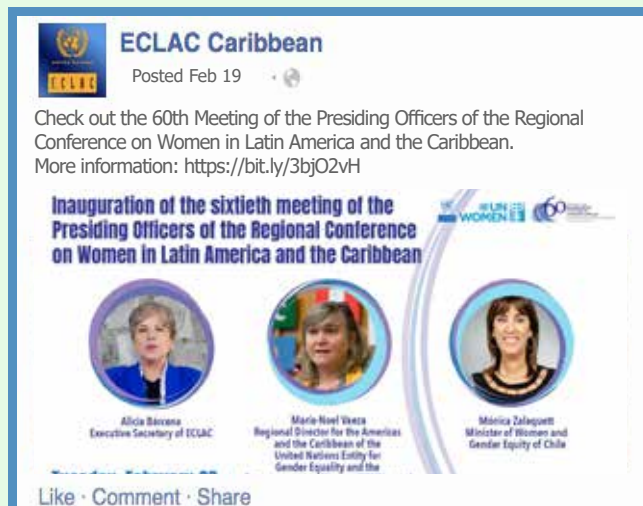 ECLAC
ECLAC Caribbean
Posted Feb 19
Check out the 60th Meeting of the Presiding Officers of the Regional
Conference on Women in Latin America and the Caribbean.
More information: https://bit.ly/3bjO2vH
Inauguration of the sixtieth meeting of the
Presiding Officers of the Regional Conference
on Women in Latin America and the Caribbean
UN
WOMEN
60
Alicia Bárcena
Executive Secretary of ECLAC
María-Noel Vaeza
Regional Director for the Americas
and the Caribbean of the
United Nations Entity for
Gender Equality and the
Mónica Zalaquett
Minister of Women and
Gender Equity of Chile
Like · Comment · Share